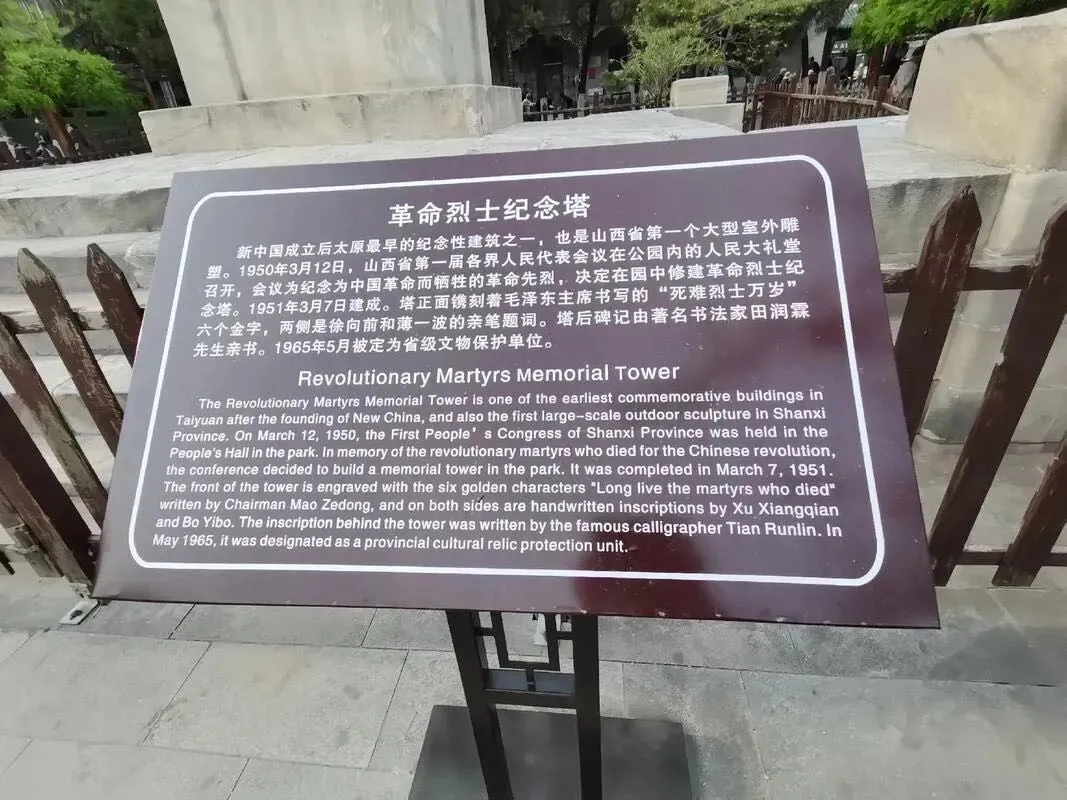 革命烈士纪念塔
新中国成立后太原最早的纪念性建筑之一，也是山西省第一个大型室外雕
塑。1950年3月12日，山西省第一届各界人民代表会议在公园内的人民大礼堂
召开，会议为纪念为中国革命而牺牲的革命先烈，决定在园中修建革命烈士纪
念塔。1951年3月7日建成。塔正面镌刻着毛泽东主席书写的“死难烈士万岁”
六个金字，两侧是徐向前和薄一波的亲笔题词。塔后碑记由著名书法家田润霖
先生亲书。1965年5月被定为省级文物保护单位。
Revolutionary Martyrs Memorial Tower
The Revolutionary Martyrs Memorial Tower is one of the earliest commemorative buildings in
Taiyuan after the founding of New China, and also the first large-scale outdoor sculpture in Shanxi
Province. On March 12, 1950, the First People's Congress of Shanxi Province was held in the
People's Hall in the park. In memory of the revolutionary martyrs who died for the Chinese revolution,
the conference decided to build a memorial tower in the park. It was completed in March 7, 1951.
The front of the tower is engraved with the six golden characters "Long live the martyrs who died"
written by Chairman Mao Zedong, and on both sides are handwritten inscriptions by Xu Xiangqian
and Bo Yibo. The inscription behind the tower was written by the famous calligrapher Tian Runlin. In
May 1965, it was designated as a provincial cultural relic protection unit.